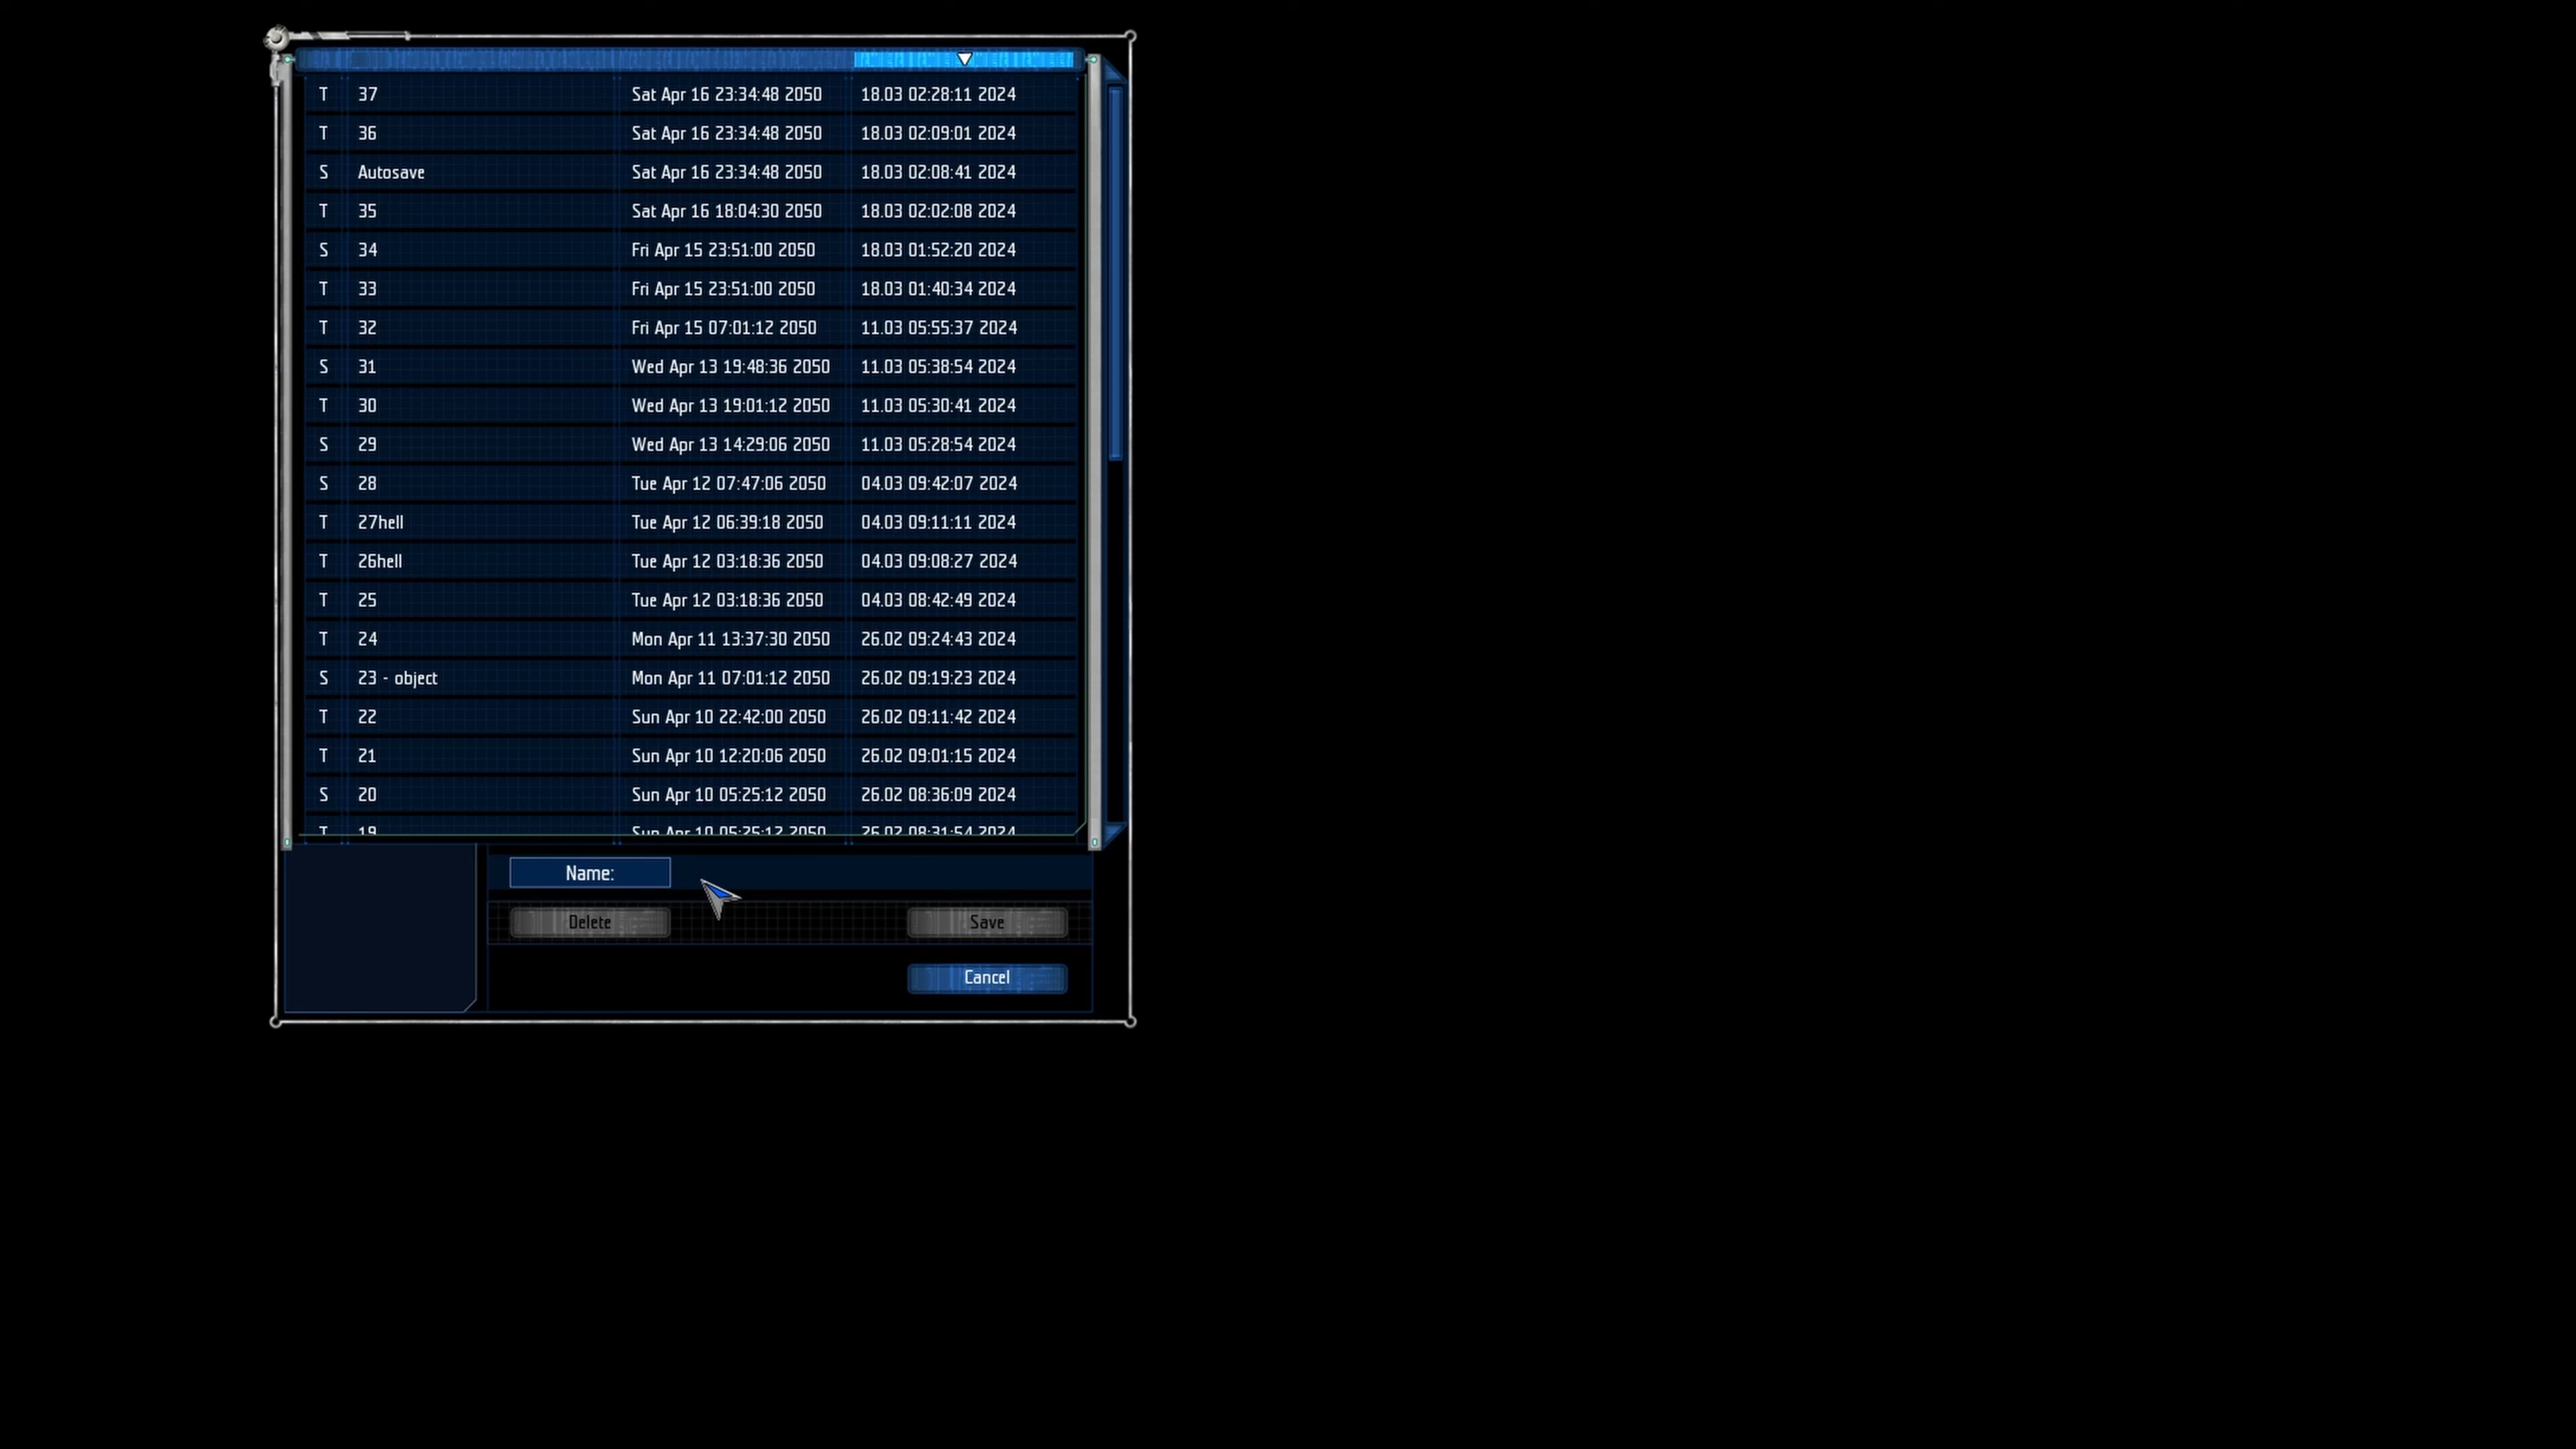 T 37 Sat Apr 16 23:34:48 2050 18.03 02:28:11 2024
T 36 Sat Apr 16 23:34:48 2050 18.03 02:09:01 2024
S Autosave Sat Apr 16 23:34:48 2050 18.03 02:08:41 2024
T 35 Sat Apr 16 18:04:30 2050 18.03 02:02:08 2024
S 34 Fri Apr 15 23:51:00 2050 18.03 01:52:20 2024
T 33 Fri Apr 15 23:51:00 2050 18.03 01:40:34 2024
T 32 Fri Apr 15 07:01:12 2050 11.03 05:55:37 2024
S 31 Wed Apr 13 19:48:36 2050 11.03 05:38:54 2024
T 30 Wed Apr 13 19:01:12 2050 11.03 05:30:41 2024
S 29 Wed Apr 13 14:29:06 2050 11.03 05:28:54 2024
S 28 Tue Apr 12 07:47:06 2050 04.03 09:42:07 2024
T 27hell Tue Apr 12 06:39:18 2050 04.03 09:11:11 2024
T 26hell Tue Apr 12 03:18:36 2050 04.03 09:08:27 2024
T 25 Tue Apr 12 03:18:36 2050 04.03 08:42:49 2024
T 24 Mon Apr 11 13:37:30 2050 26.02 09:24:43 2024
S 23 - object Mon Apr 11 07:01:12 2050 26.02 09:19:23 2024
T 22 Sun Apr 10 22:42:00 2050 26.02 09:11:42 2024
T 21 Sun Apr 10 12:20:06 2050 26.02 09:01:15 2024
S 20 Sun Apr 10 05:25:12 2050 26.02 08:36:09 2024
T 19 Sun Apr 10 05:25:12 2050 26.02 08:31:54 2024
Name:
Delete Save
Cancel